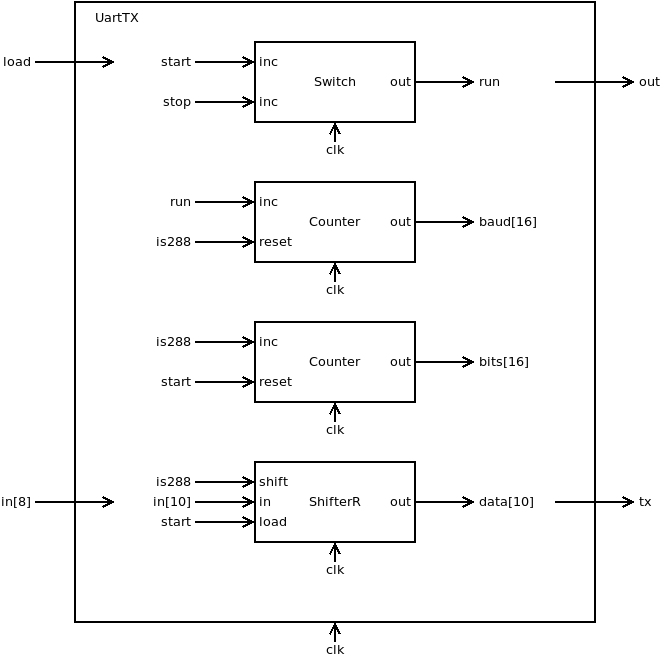 UartTX
load
start
inc
Switch
out
run
out
stop
inc
clk
run
inc
Counter
out
baud[16]
is288
reset
clk
is288
inc
Counter
out
bits[16]
start
reset
clk
is288
shift
in[8]
in[10]
in
ShifterR
out
data[10]
tx
start
load
clk
clk